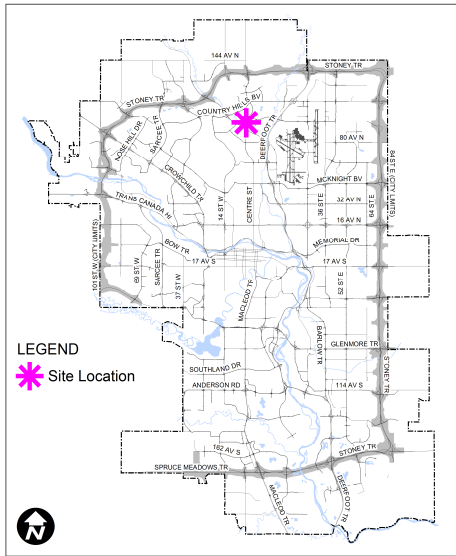 144 AV N
STONEY TR
STONEY TR
COUNTRY HILLS BV
NOSE HILL DR
SARCEE TR
DEERFOOT TR
80 AV N
CROWCHILD TR
MCKNIGHT BV
84 ST E (CITY LIMITS)
14 ST W
CENTRE ST
36 ST E
32 AV N
64 ST E
TRANS CANADA HI
16 AV N
101 ST W (CITY LIMITS)
BOW TR
MEMORIAL DR
17 AV S
17 AV S
69 ST W
SARCEE TR
37 ST W
52 ST E
MACLEOD TR
BARLOW TR
GLENMORE TR
LEGEND
Site Location
SOUTHLAND DR
ANDERSON RD
114 AV S
STONEY TR
162 AV S
STONEY TR
SPRUCE MEADOWS TR
MACLEOD TR
DEERFOOT TR
N